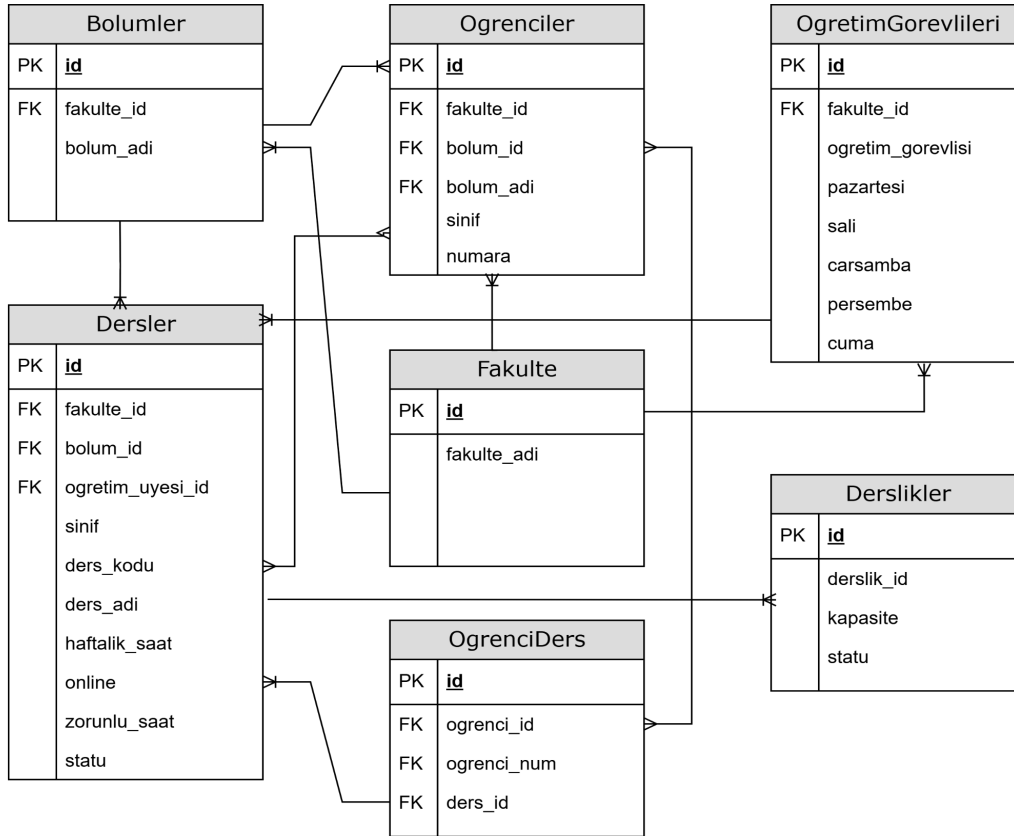 Bolumler
PK id
FK fakulte_id
bolum_adi
Ogrenciler
PK id
FK fakulte_id
FK bolum_id
FK bolum_adi
sinif
numara
OgretimGorevlileri
PK id
FK fakulte_id
ogretim_gorevlisi
pazartesi
sali
carsamba
persembe
cuma
Dersler
PK id
FK fakulte_id
FK bolum_id
FK ogretim_uyesi_id
sinif
ders_kodu
ders_adi
haftalik_saat
online
zorunlu_saat
statu
Fakulte
PK id
fakulte_adi
Derslikler
PK id
derslik_id
kapasite
statu
OgrenciDers
PK id
FK ogrenci_id
FK ogrenci_num
FK ders_id